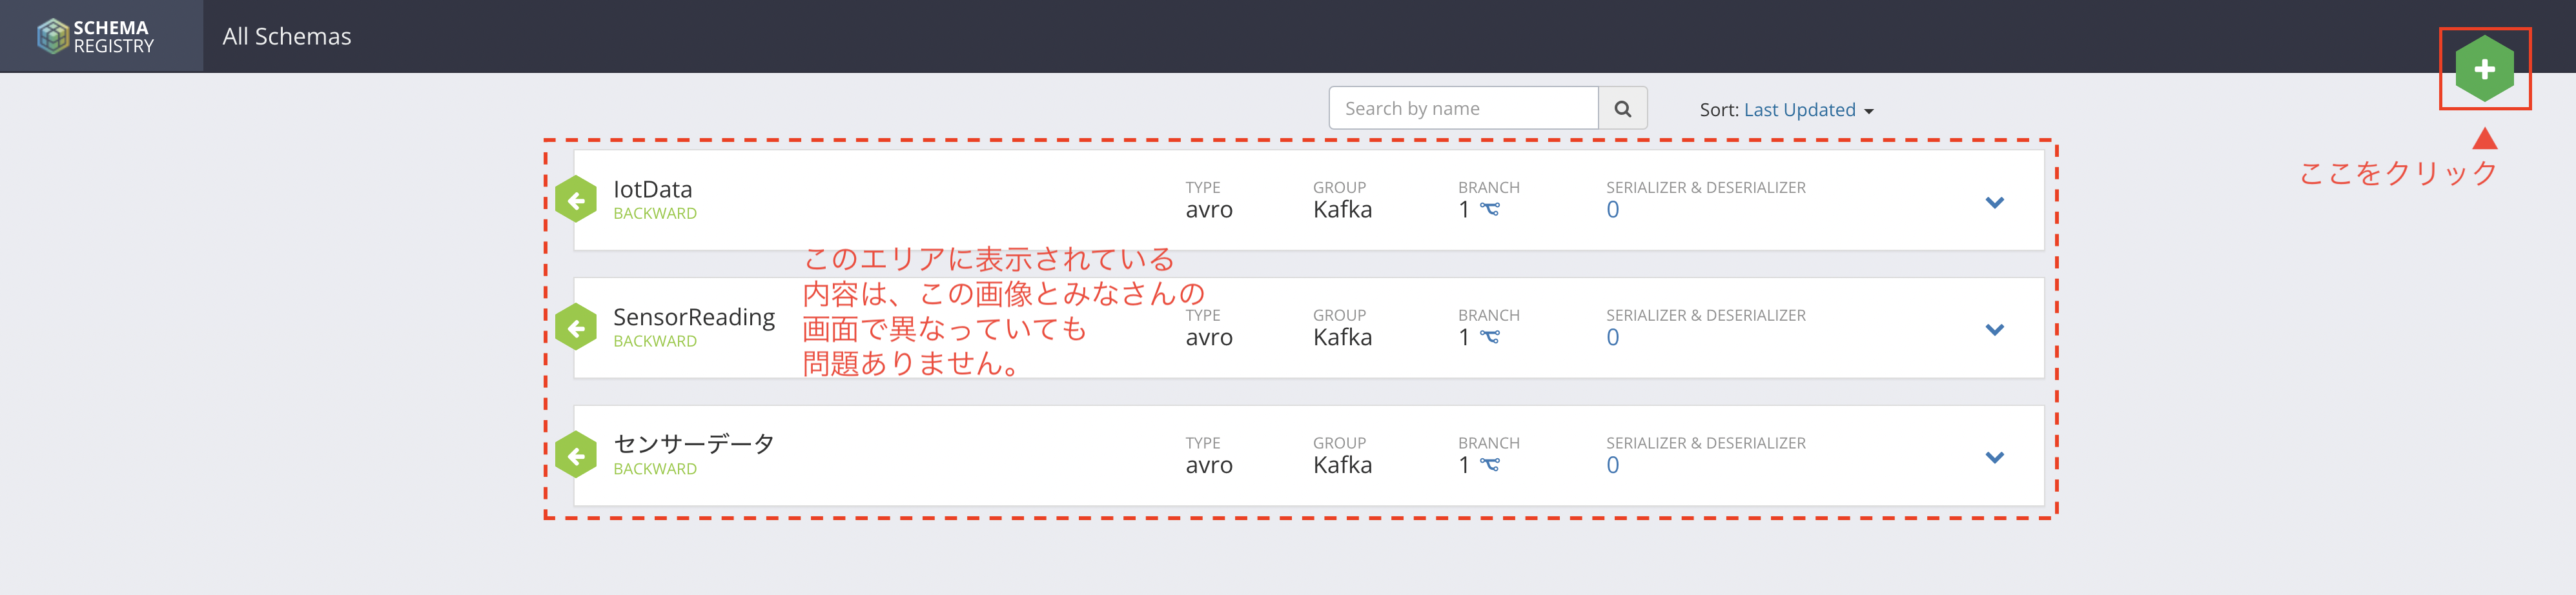 SCHEMA
REGISTRY
All Schemas
Search by name
Sort: Last Updated
ここをクリック
IotData
BACKWARD
TYPE
avro
GROUP
Kafka
BRANCH
1
SERIALIZER & DESERIALIZER
0
このエリアに表示されている
内容は、この画像とみなさんの
画面で異なっていても
問題ありません。
SensorReading
BACKWARD
TYPE
avro
GROUP
Kafka
BRANCH
1
SERIALIZER & DESERIALIZER
0
センサーデータ
BACKWARD
TYPE
avro
GROUP
Kafka
BRANCH
1
SERIALIZER & DESERIALIZER
0